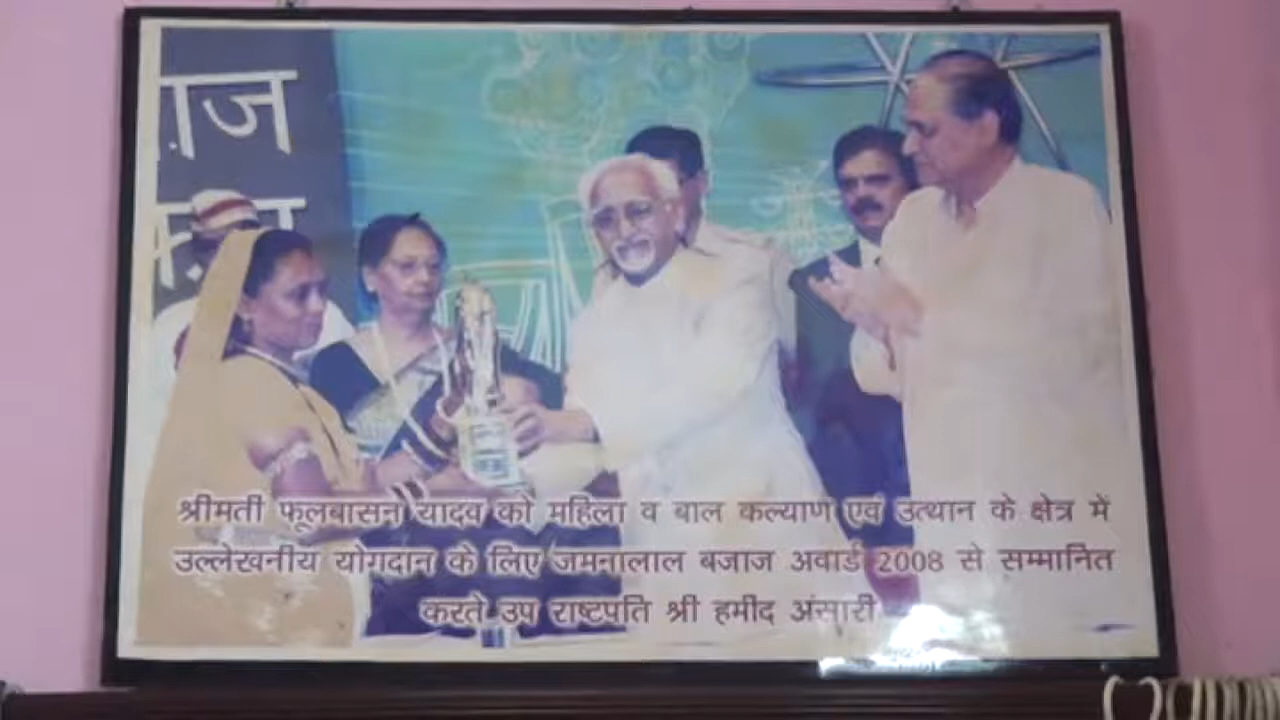 ाज
श्रीमती फूलबासन यादव को महिला व बाल कल्याण एवं उत्थान के क्षेत्र में
उल्लेखनीय योगदान के लिए जमनालाल बजाज अवार्ड 2008 से सम्मानित
करते उप राष्टपति श्री हमीद अंसारी